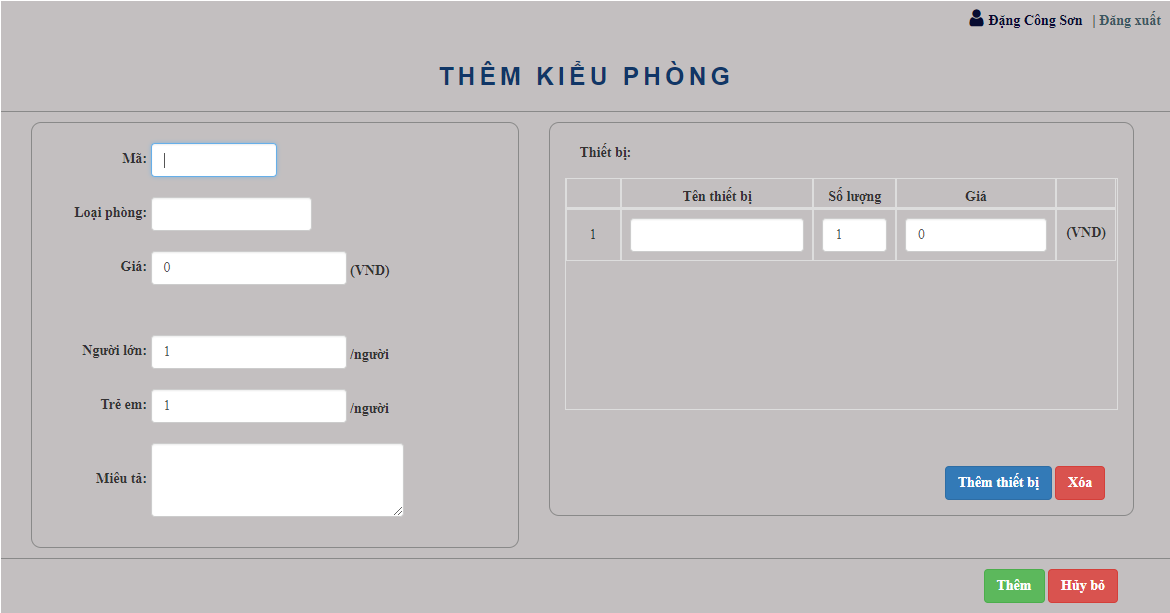 Đặng Công Sơn | Đăng xuất
THÊM KIỂU PHÒNG
Mã:
Loại phòng:
Giá: 0 (VND)
Người lớn: 1 /người
Trẻ em: 1 /người
Miêu tả:
Thiết bị:
Tên thiết bị Số lượng Giá
1 1 0 (VND)
Thêm thiết bị Xóa
Thêm Hủy bỏ